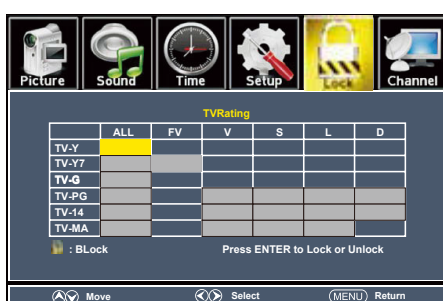 Picture Sound Time Setup Lock Channel
TVRating
ALL FV V S L D
TV-Y
TV-Y7
TV-G
TV-PG
TV-14
TV-MA
: BLock Press ENTER to Lock or Unlock
Move Select MENU Return